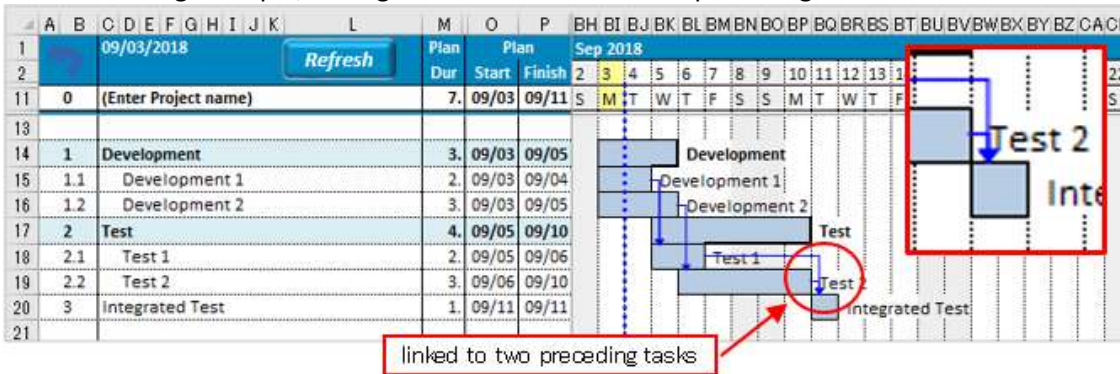 A B C D E F G H I J K L M O P BH BI BJ BK BL BM BN BO BP BQ BR BS BT BU BV BW BX BY BZ CA
1 09/03/2018 Refresh Plan Plan Sep 2018
2 Dur Start Finish 2 3 4 5 6 7 8 9 10 11 12 13
11 0 (Enter Project name) 7. 09/03 09/11 S M T W T F S S M T W T F
13
14 1 Development 3. 09/03 09/05 Development
15 1.1 Development 1 2. 09/03 09/04 Development 1
16 1.2 Development 2 3. 09/03 09/05 Development 2
17 2 Test 4. 09/05 09/10 Test
18 2.1 Test 1 2. 09/05 09/06 Test 1
19 2.2 Test 2 3. 09/06 09/10 Test 2
20 3 Integrated Test 1. 09/11 09/11 Integrated Test
21
Test 2
Inte
linked to two preceding tasks